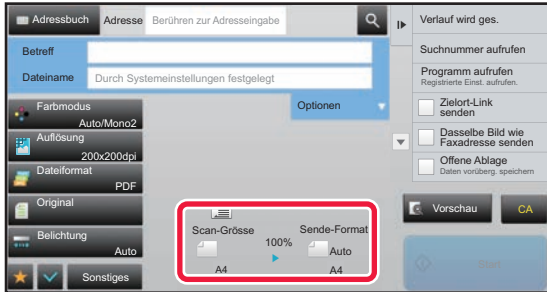 Adressbuch
Adresse
Berühren zur Adresseingabe
Betreff
Dateiname
Durch Systemeinstellungen festgelegt
Optionen
Farbmodus
Auto/Mono2
Auflösung
200x200dpi
Dateiformat
PDF
Original
Belichtung
Auto
Sonstiges
Scan-Grösse
A4
100%
Sende-Format
Auto
A4
Verlauf wird ges.
Suchnummer aufrufen
Programm aufrufen
Registrierte Einst. aufrufen.
Zielort-Link
senden
Dasselbe Bild wie
Faxadresse senden
Offene Ablage
Daten vorüberg. speichern
Vorschau
CA
Start